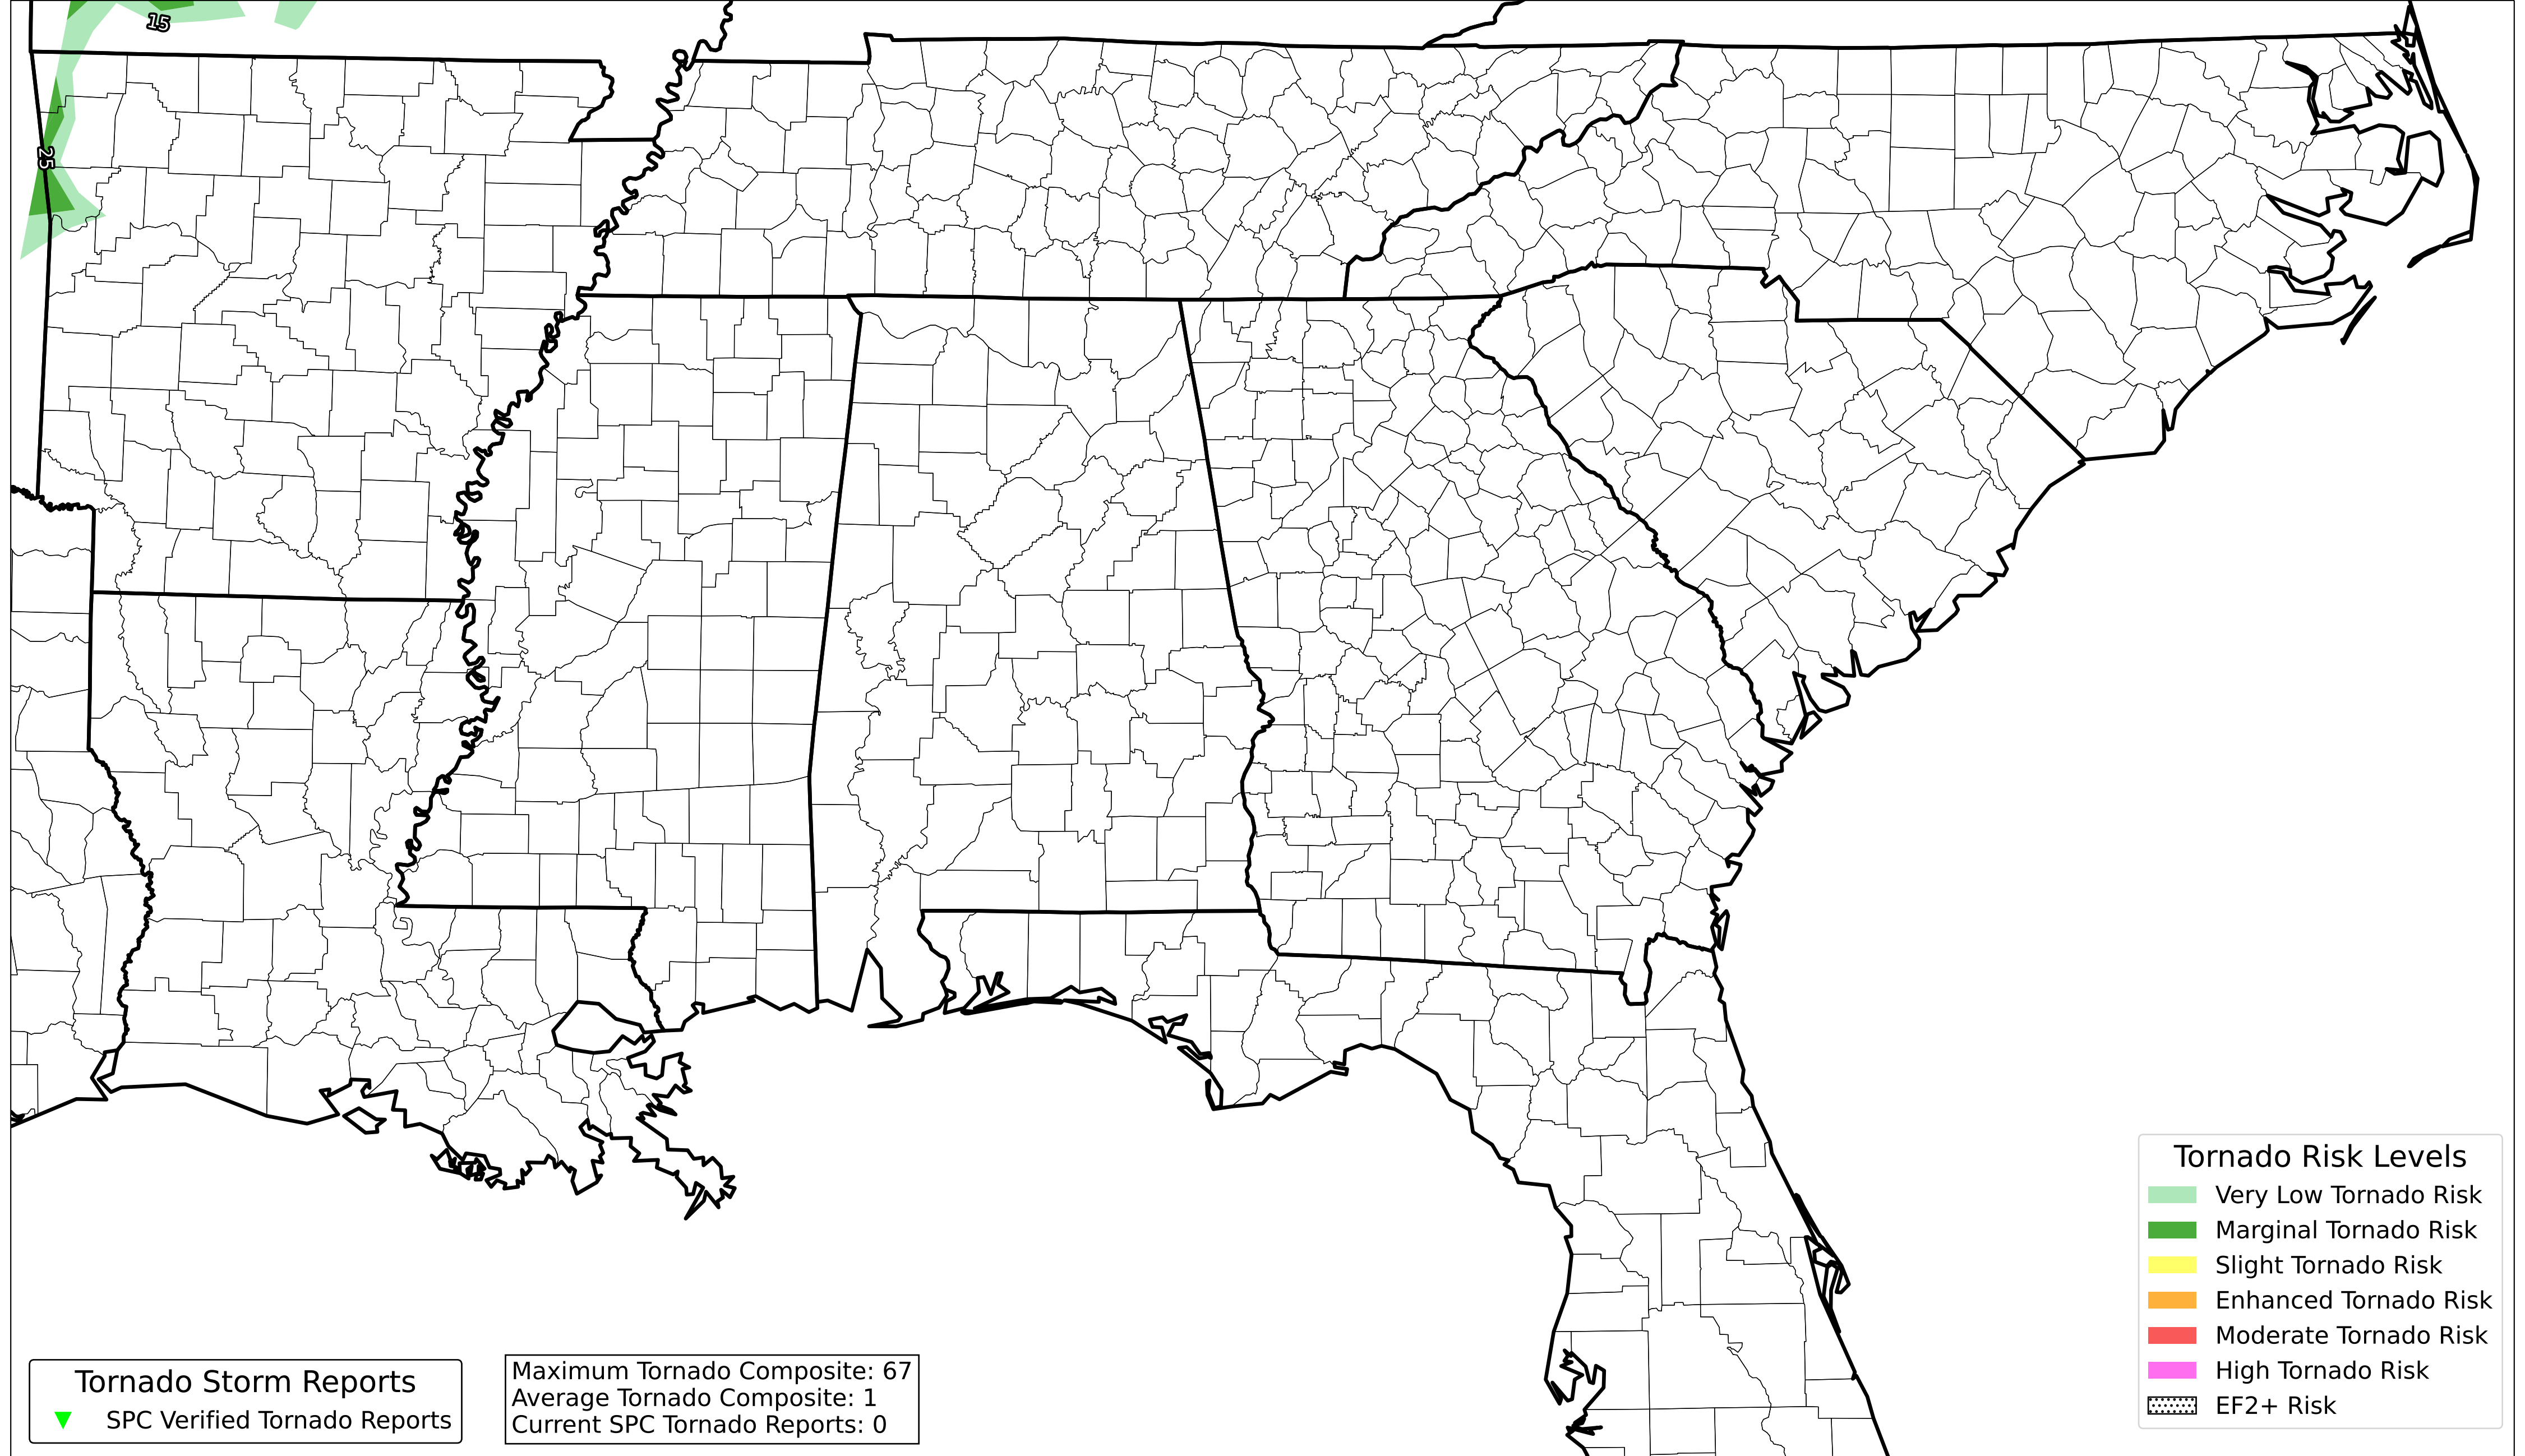 15
25
Tornado Risk Levels
Very Low Tornado Risk
Marginal Tornado Risk
Slight Tornado Risk
Enhanced Tornado Risk
Moderate Tornado Risk
High Tornado Risk
EF2+ Risk
Tornado Storm Reports
SPC Verified Tornado Reports
Maximum Tornado Composite: 67
Average Tornado Composite: 1
Current SPC Tornado Reports: 0